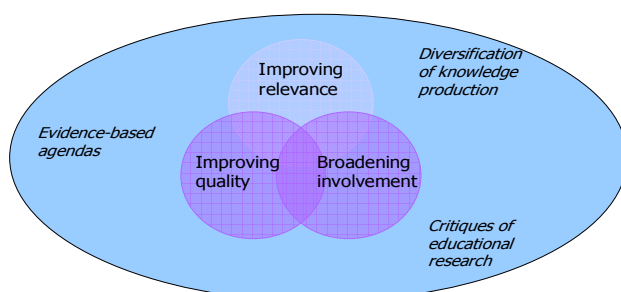 Diversification
of knowledge
production
Improving
relevance
Evidence-based
agendas
Improving
quality
Broadening
involvement
Critiques of
educational
research